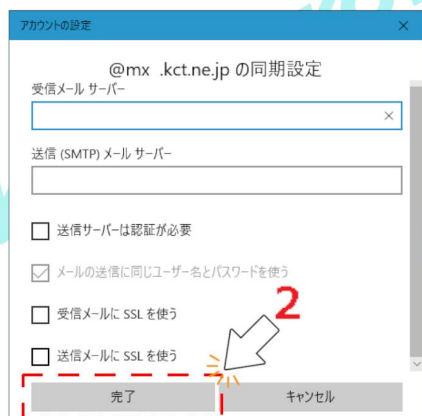 アカウントの設定
@mx .kct.ne.jp の同期設定
受信メール サーバー
送信 (SMTP) メール サーバー
送信サーバーは認証が必要
メールの送信に同じユーザー名とパスワードを使う
受信メールに SSL を使う
2
送信メールに SSL を使う
完了
キャンセル